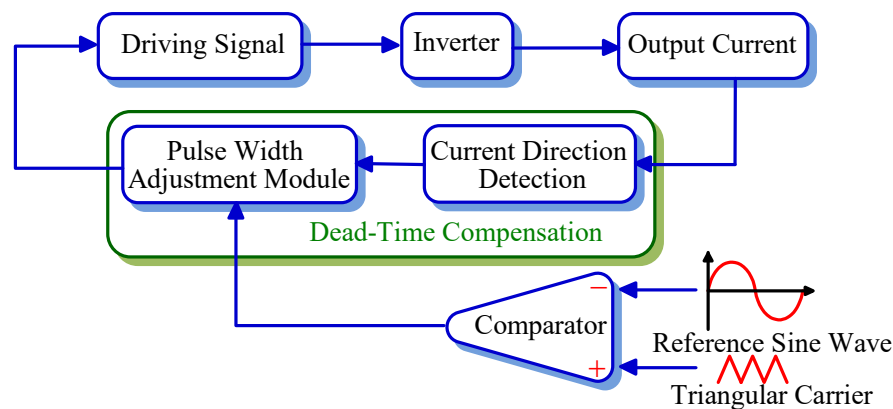 Driving Signal
Inverter
Output Current
Pulse Width
Adjustment Module
Current Direction
Detection
Dead-Time Compensation
Comparator
−
+
Reference Sine Wave
Triangular Carrier